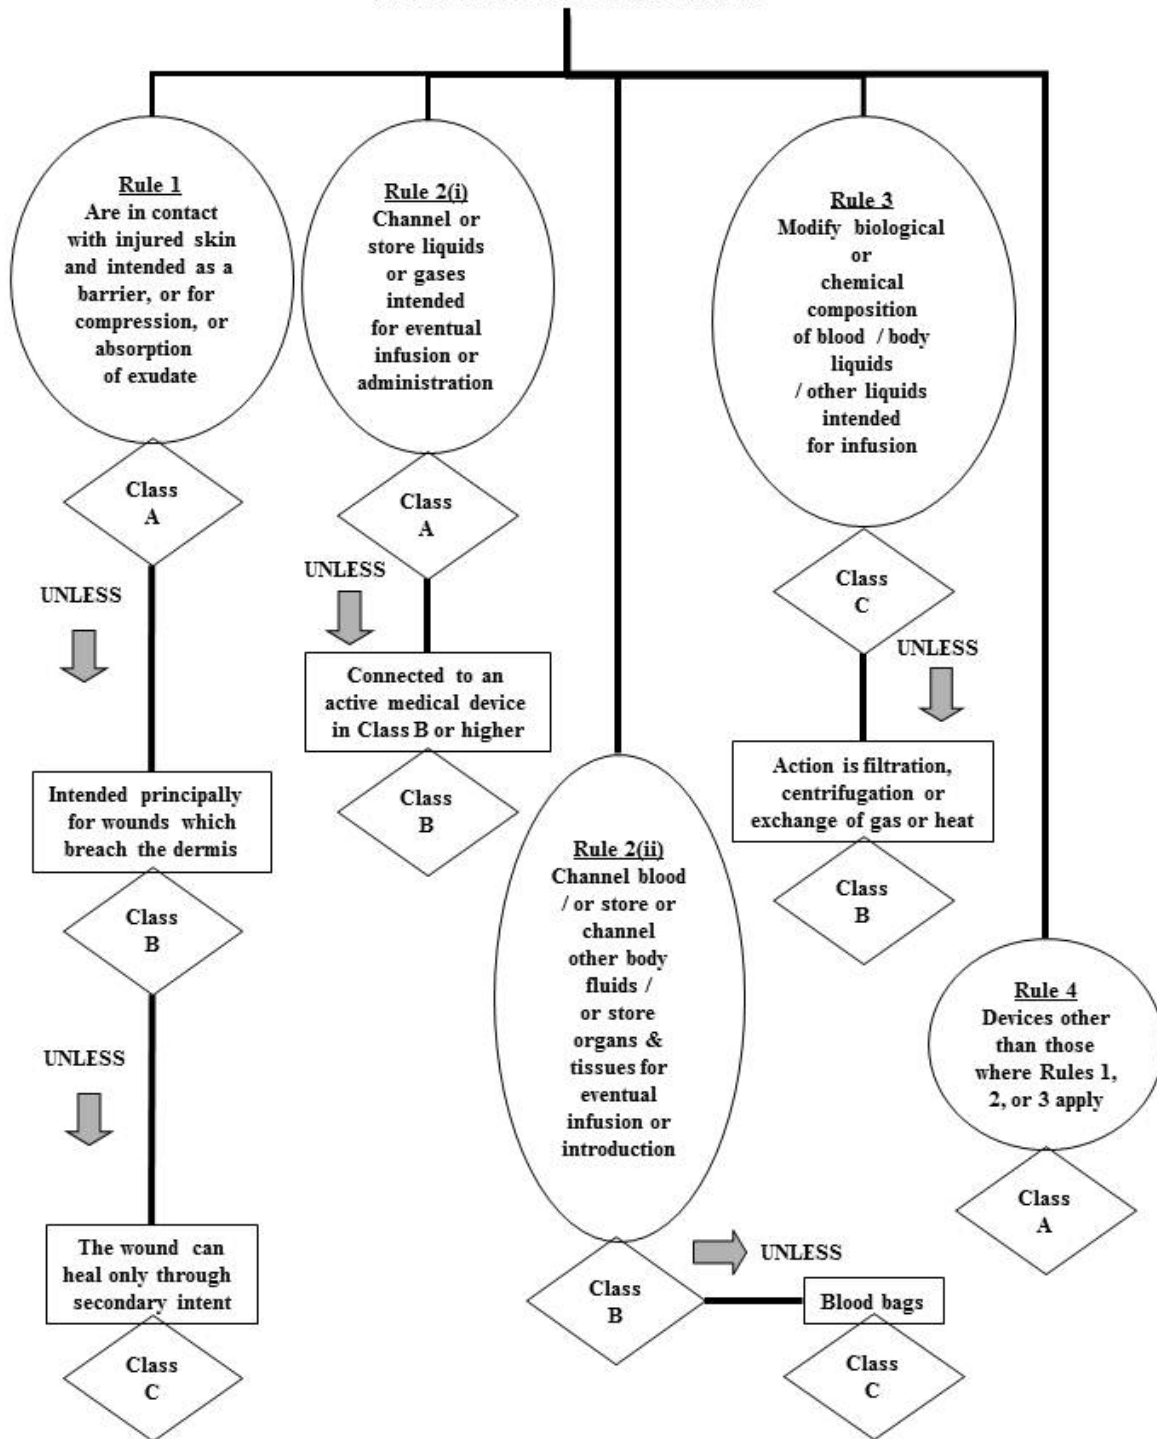 Rule 1
Are in contact
with injured skin
and intended as a
barrier, or for
compression, or
absorption
of exudate
Class
A
UNLESS
Intended principally
for wounds which
breach the dermis
Class
B
UNLESS
The wound can
heal only through
secondary intent
Class
C
Rule 2(i)
Channel or
store liquids
or gases
intended
for eventual
infusion or
administration
Class
A
UNLESS
Connected to an
active medical device
in Class B or higher
Class
B
Rule 2(ii)
Channel blood
/ or store or
channel
other body
fluids /
or store
organs &
tissues for
eventual
infusion or
introduction
Class
B
UNLESS
Blood bags
Class
C
Rule 3
Modify biological
or
chemical
composition
of blood / body
liquids
/ other liquids
intended
for infusion
Class
C
UNLESS
Action is filtration,
centrifugation or
exchange of gas or heat
Class
B
Rule 4
Devices other
than those
where Rules 1,
2, or 3 apply
Class
A